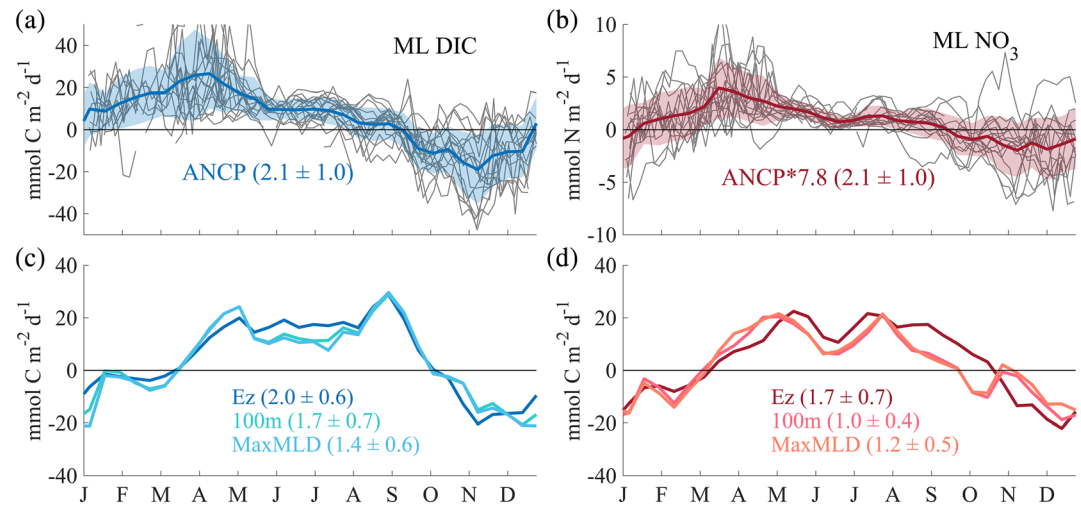 (a)
ML DIC
mmol C m⁻² d⁻¹
40
20
0
-20
-40
ANCP (2.1 ± 1.0)
(b)
ML NO₃
mmol N m⁻² d⁻¹
10
5
0
-5
-10
ANCP*7.8 (2.1 ± 1.0)
(c)
mmol C m⁻² d⁻¹
40
20
0
-20
-40
Ez (2.0 ± 0.6)
100m (1.7 ± 0.7)
MaxMLD (1.4 ± 0.6)
J F M A M J J A S O N D
(d)
mmol C m⁻² d⁻¹
40
20
0
-20
-40
Ez (1.7 ± 0.7)
100m (1.0 ± 0.4)
MaxMLD (1.2 ± 0.5)
J F M A M J J A S O N D